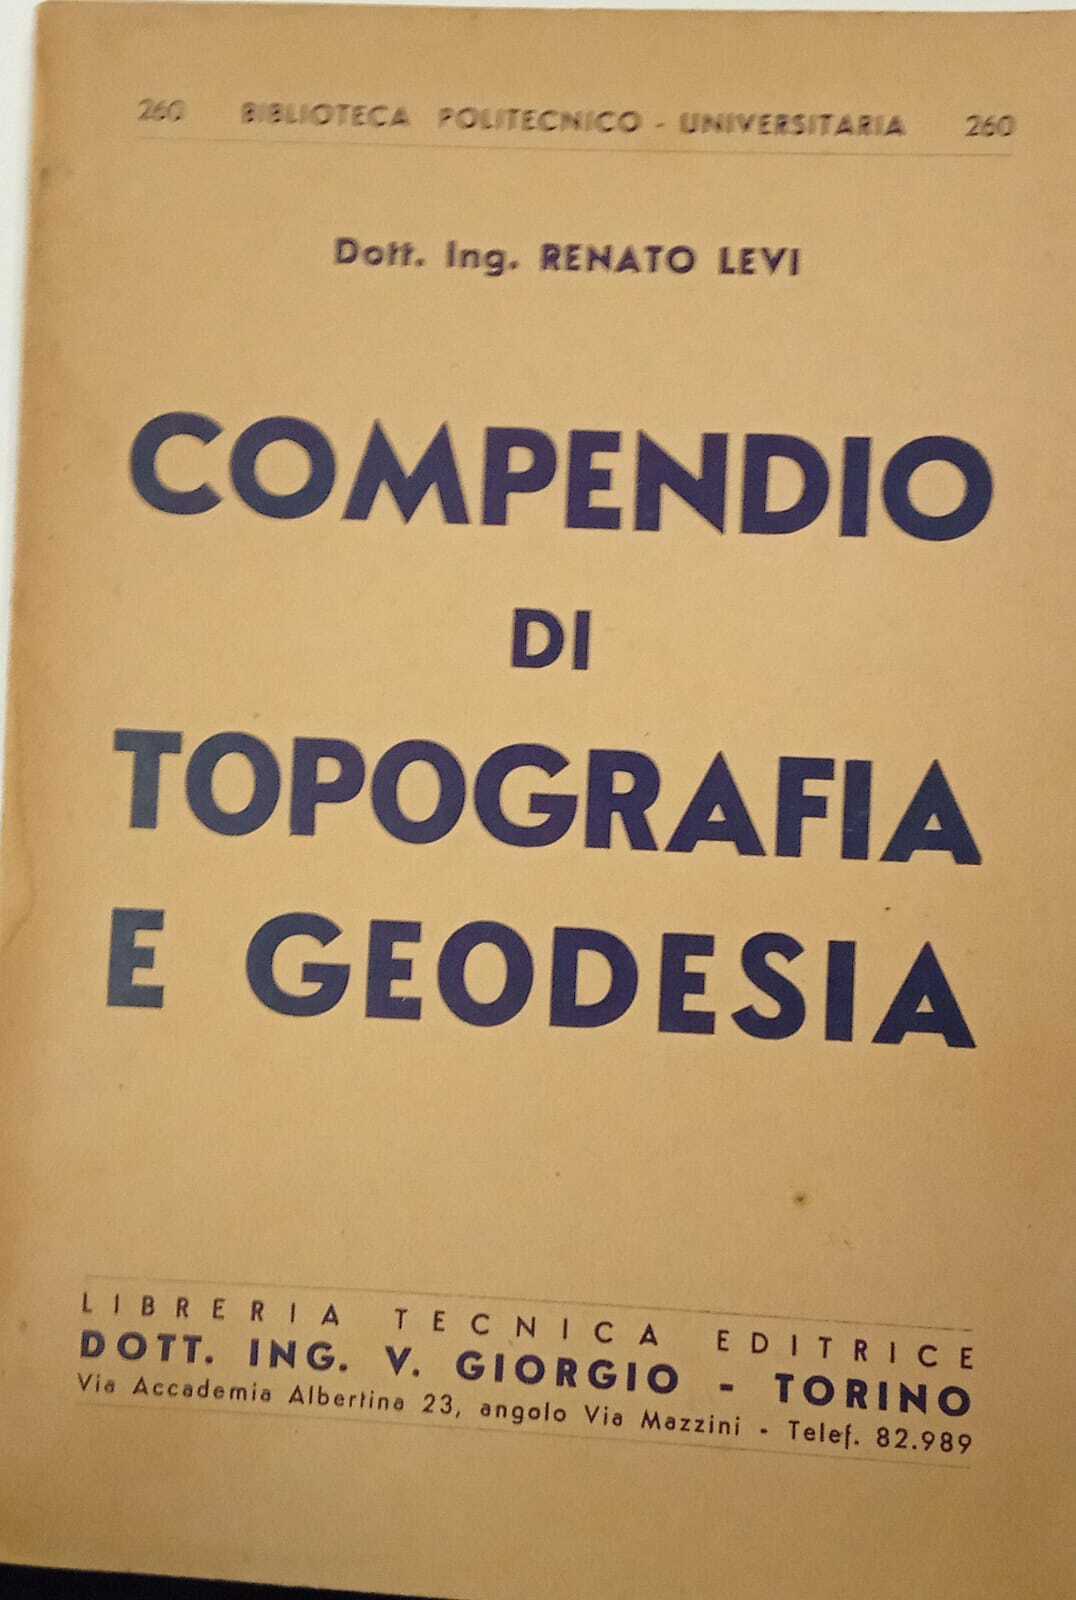 260 BIBLIOTECA POLITECNICO - UNIVERSITARIA 260
Dott. Ing. RENATO LEVI
COMPENDIO
DI
TOPOGRAFIA
E GEODESIA
LIBRERIA TECNICA EDITRICE
DOTT. ING. V. GIORGIO - TORINO
Via Accademia Albertina 23, angolo Via Mazzini - Telef. 82.989